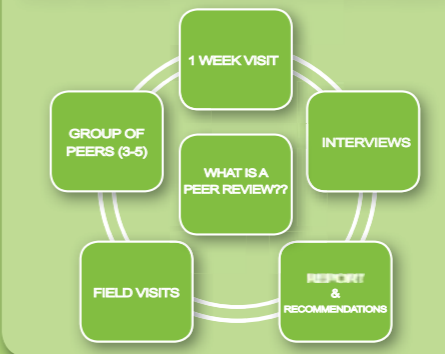 1 WEEK VISIT
GROUP OF
PEERS (3-5)
INTERVIEWS
WHAT IS A
PEER REVIEW??
FIELD VISITS
REPORT
&
RECOMMENDATIONS